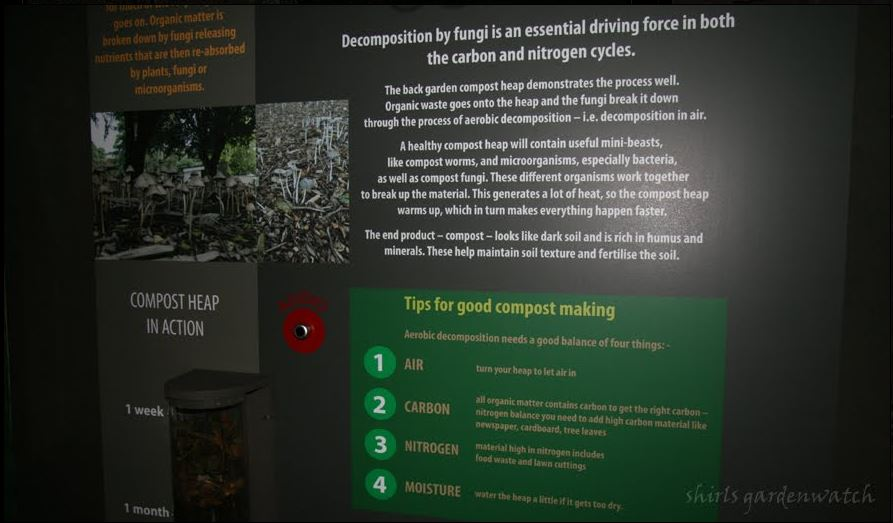 goes on. Organic matter is
broken down by fungi releasing
nutrients that are then re-absorbed
by plants, fungi or
microorganisms.
Decomposition by fungi is an essential driving force in both
the carbon and nitrogen cycles.
The back garden compost heap demonstrates the process well.
Organic waste goes onto the heap and the fungi break it down
through the process of aerobic decomposition – i.e. decomposition in air.
A healthy compost heap will contain useful mini-beasts,
like compost worms, and microorganisms, especially bacteria,
as well as compost fungi. These different organisms work together
to break up the material. This generates a lot of heat, so the compost heap
warms up, which in turn makes everything happen faster.
The end product – compost – looks like dark soil and is rich in humus and
minerals. These help maintain soil texture and fertilise the soil.
COMPOST HEAP
IN ACTION
1 week
1 month
Tips for good compost making
Aerobic decomposition needs a good balance of four things: -
1 AIR turn your heap to let air in
2 CARBON all organic matter contains carbon to get the right carbon –
nitrogen balance you need to add high carbon material like
newspaper, cardboard, tree leaves
3 NITROGEN material high in nitrogen includes
food waste and lawn cuttings
4 MOISTURE water the heap a little if it gets too dry.
shirls gardenwatch